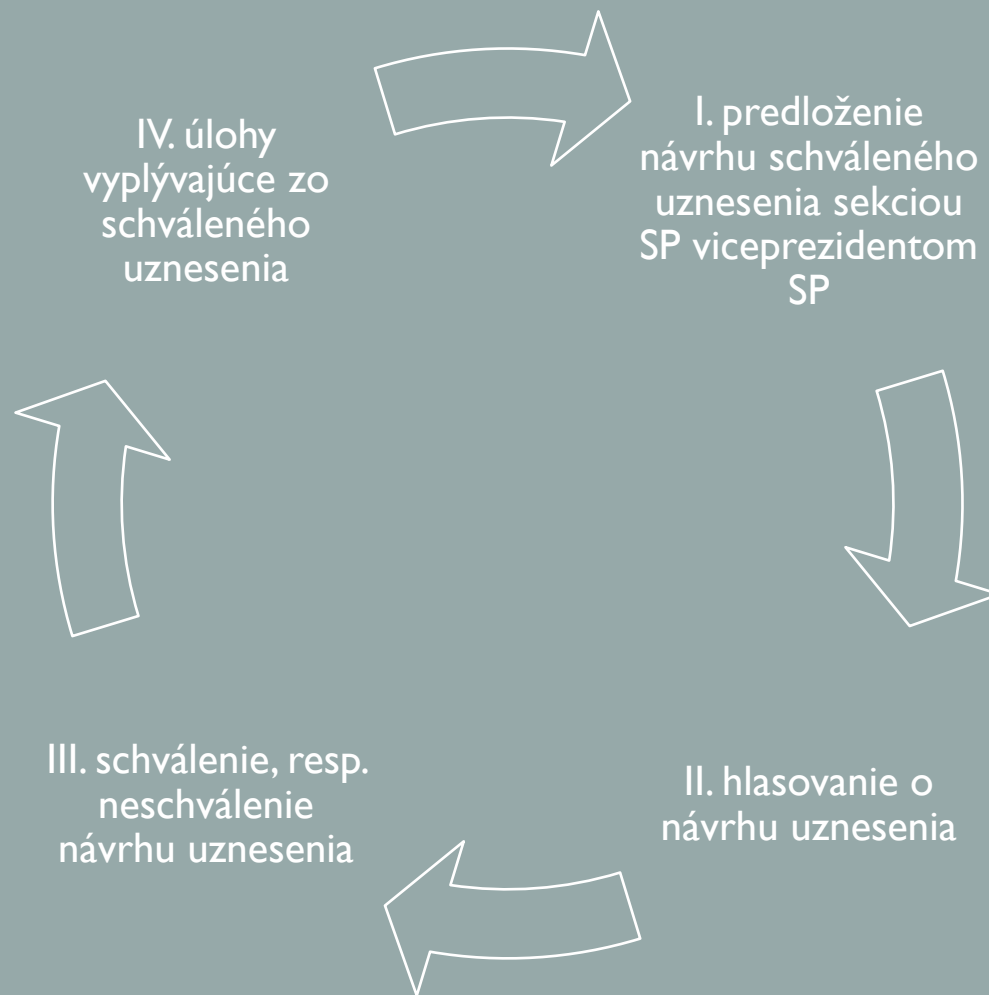 I. predloženie
návrhu schváleného
uznesenia sekciou
SP viceprezidentom
SP
II. hlasovanie o
návrhu uznesenia
III. schválenie, resp.
neschválenie
návrhu uznesenia
IV. úlohy
vyplývajúce zo
schváleného
uznesenia